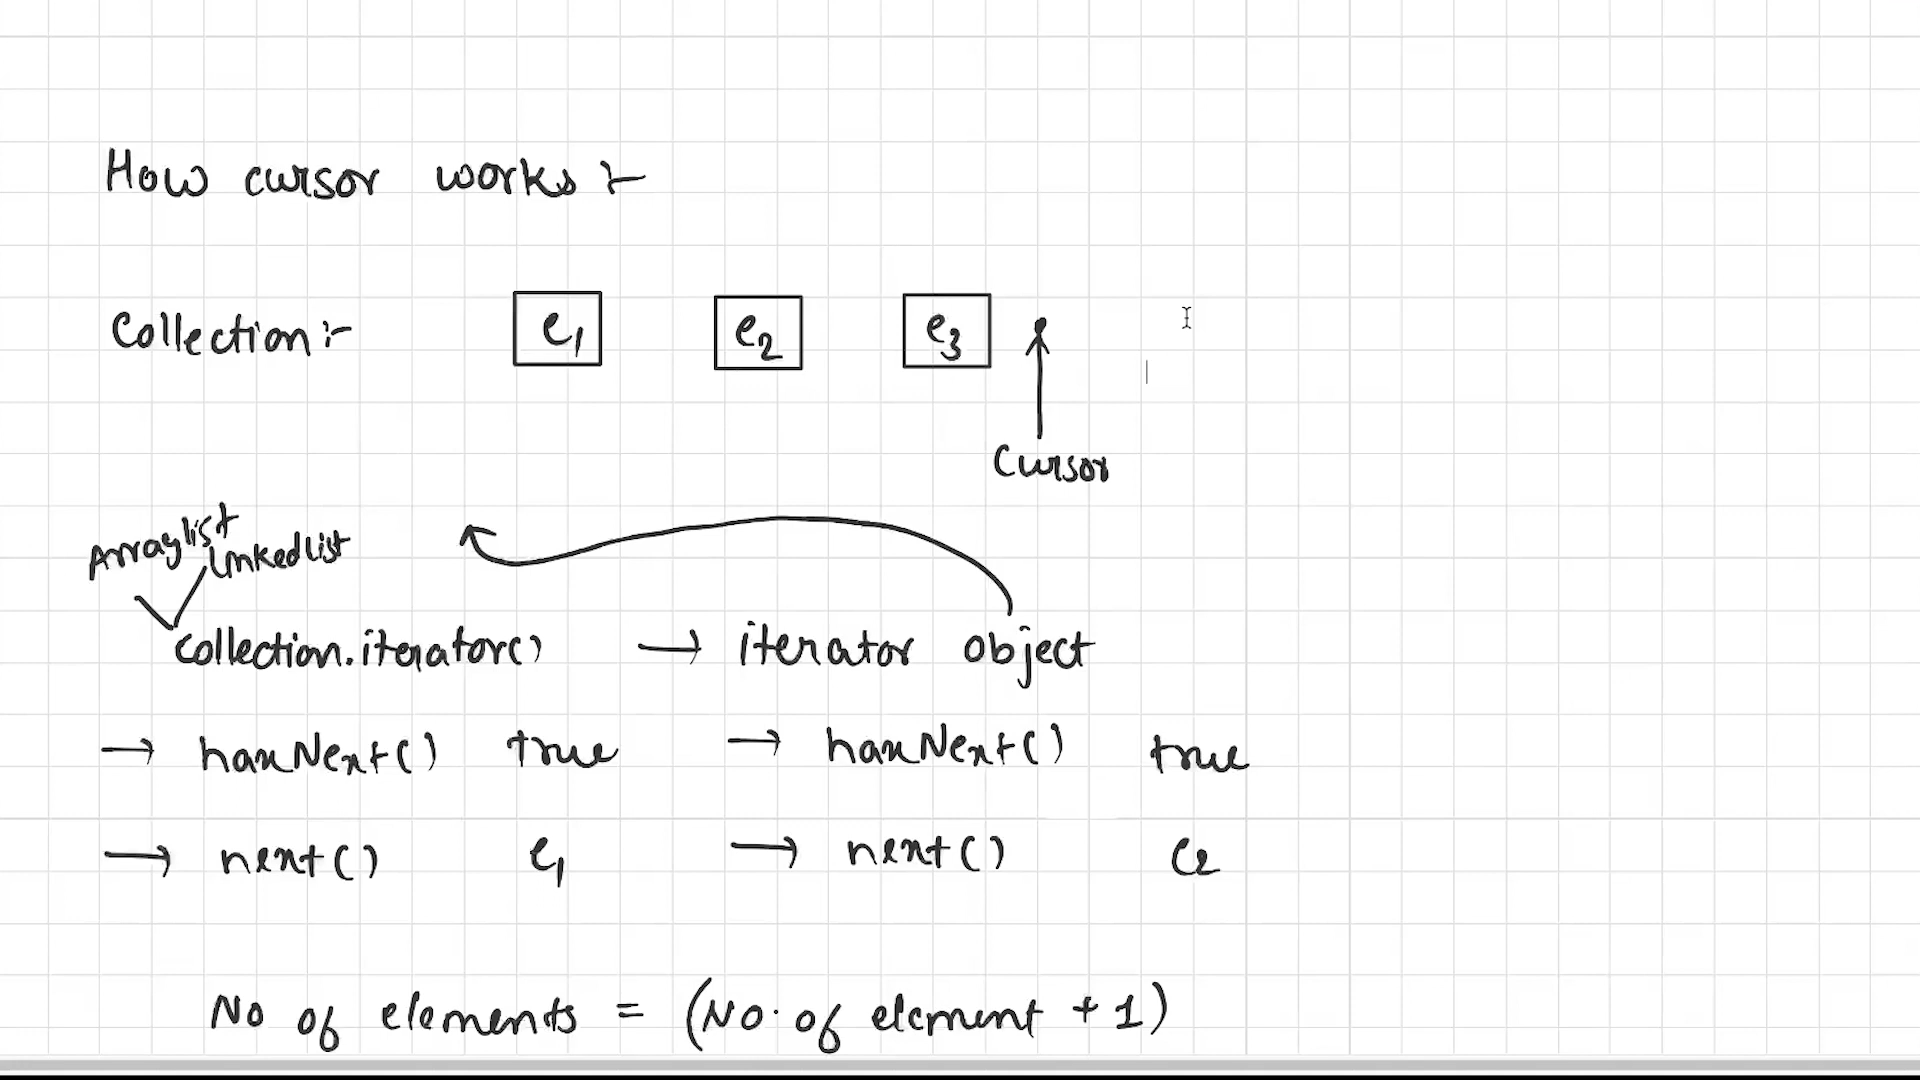 How cursor works :-
Collection :- e1 e2 e3
Cursor
Arraylist
Linkedlist
Collection.iterator() → iterator object
→ hasNext() true → hasNext() true
→ next() e1 → next() e2
No of elements = (No. of element + 1)